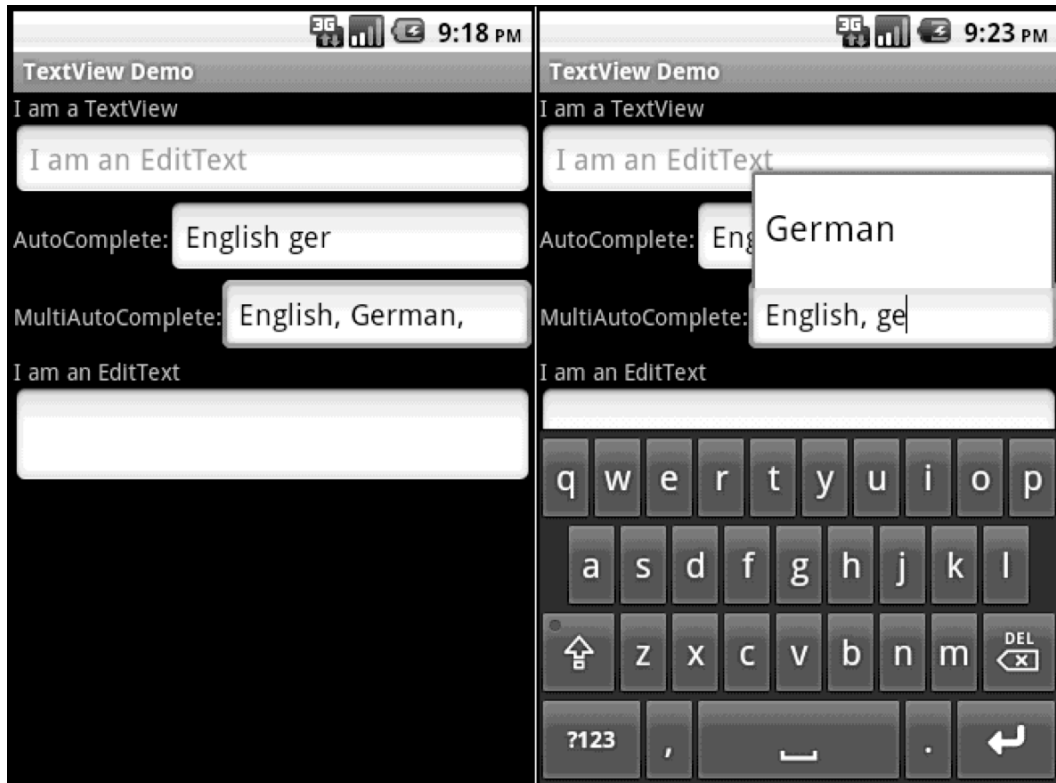 3G 9:18 PM
TextView Demo
I am a TextView
I am an EditText
AutoComplete: English ger
MultiAutoComplete: English, German,
I am an EditText
3G 9:23 PM
TextView Demo
I am a TextView
I am an EditText
German
AutoComplete: Eng
MultiAutoComplete: English, ge
I am an EditText
q w e r t y u i o p
a s d f g h j k l
z x c v b n m DEL
?123 , .